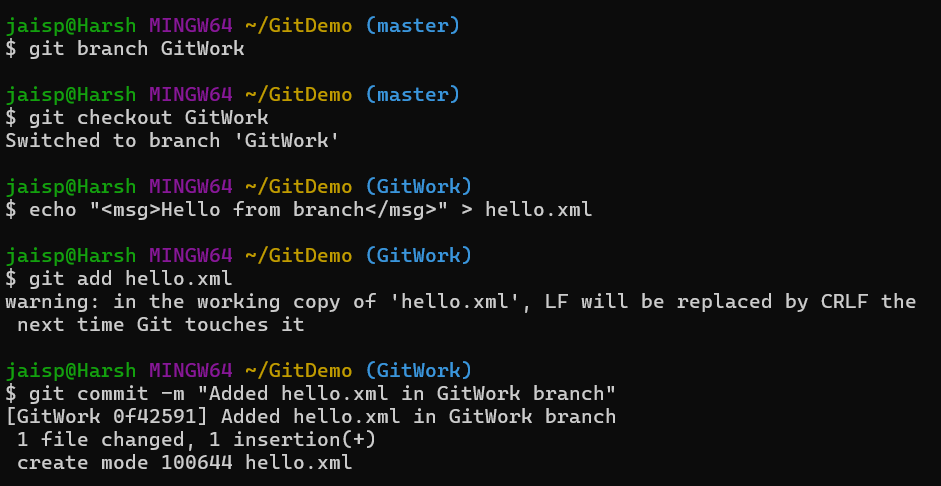 jaisp@Harsh MINGW64 ~/GitDemo (master)
$ git branch GitWork
jaisp@Harsh MINGW64 ~/GitDemo (master)
$ git checkout GitWork
Switched to branch 'GitWork'
jaisp@Harsh MINGW64 ~/GitDemo (GitWork)
$ echo "<msg>Hello from branch</msg>" > hello.xml
jaisp@Harsh MINGW64 ~/GitDemo (GitWork)
$ git add hello.xml
warning: in the working copy of 'hello.xml', LF will be replaced by CRLF the
 next time Git touches it
jaisp@Harsh MINGW64 ~/GitDemo (GitWork)
$ git commit -m "Added hello.xml in GitWork branch"
[GitWork 0f42591] Added hello.xml in GitWork branch
 1 file changed, 1 insertion(+)
 create mode 100644 hello.xml